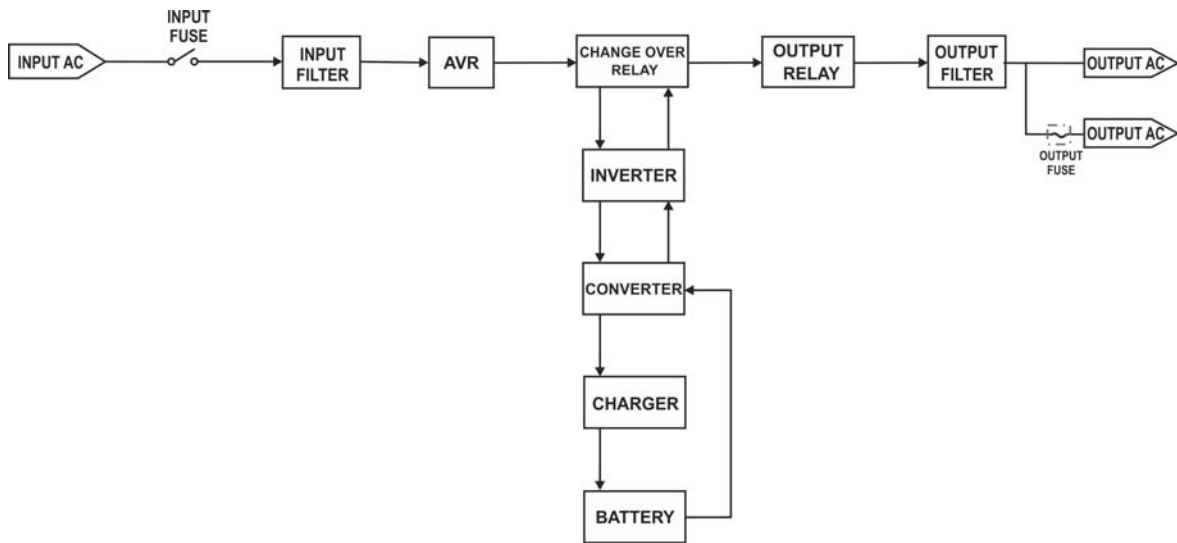 INPUT AC
INPUT
FUSE
INPUT
FILTER
AVR
CHANGE OVER
RELAY
OUTPUT
RELAY
OUTPUT
FILTER
OUTPUT AC
OUTPUT AC
OUTPUT
FUSE
INVERTER
CONVERTER
CHARGER
BATTERY